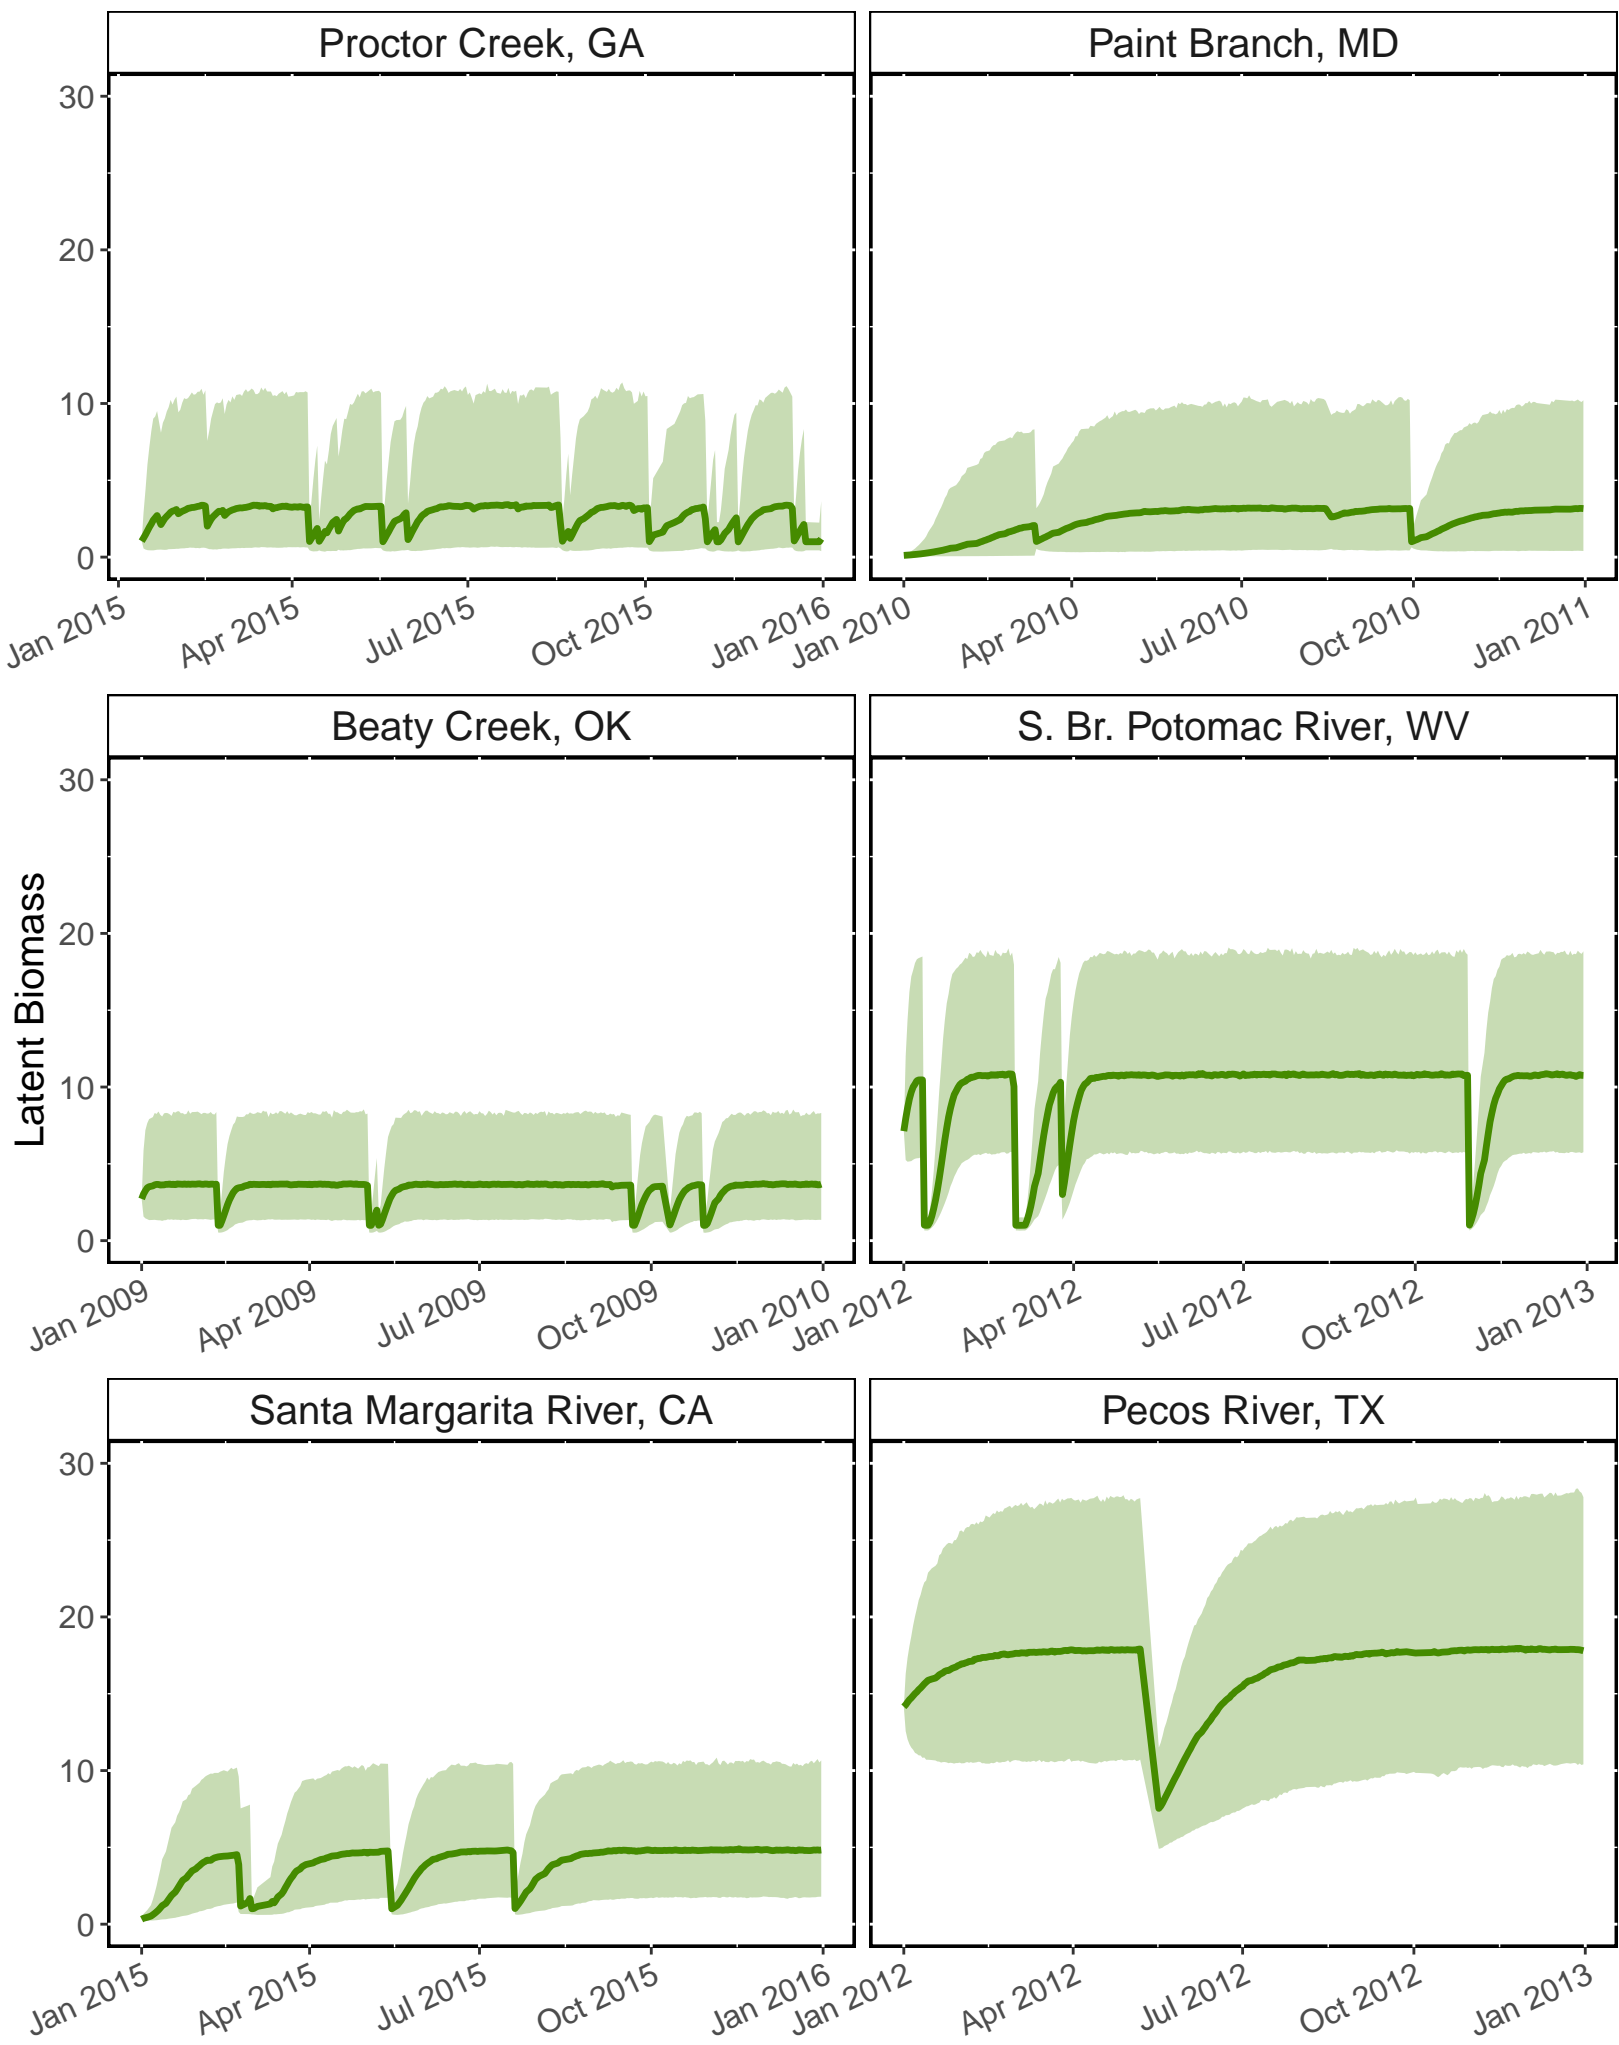 Proctor Creek, GA
Paint Branch, MD
30
20
10
0
Jan 2015
Apr 2015
Jul 2015
Oct 2015
Jan 2016
Jan 2010
Apr 2010
Jul 2010
Oct 2010
Jan 2011
Beaty Creek, OK
S. Br. Potomac River, WV
Latent Biomass
30
20
10
0
Jan 2009
Apr 2009
Jul 2009
Oct 2009
Jan 2010
Jan 2012
Apr 2012
Jul 2012
Oct 2012
Jan 2013
Santa Margarita River, CA
Pecos River, TX
30
20
10
0
Jan 2015
Apr 2015
Jul 2015
Oct 2015
Jan 2016
Jan 2012
Apr 2012
Jul 2012
Oct 2012
Jan 2013